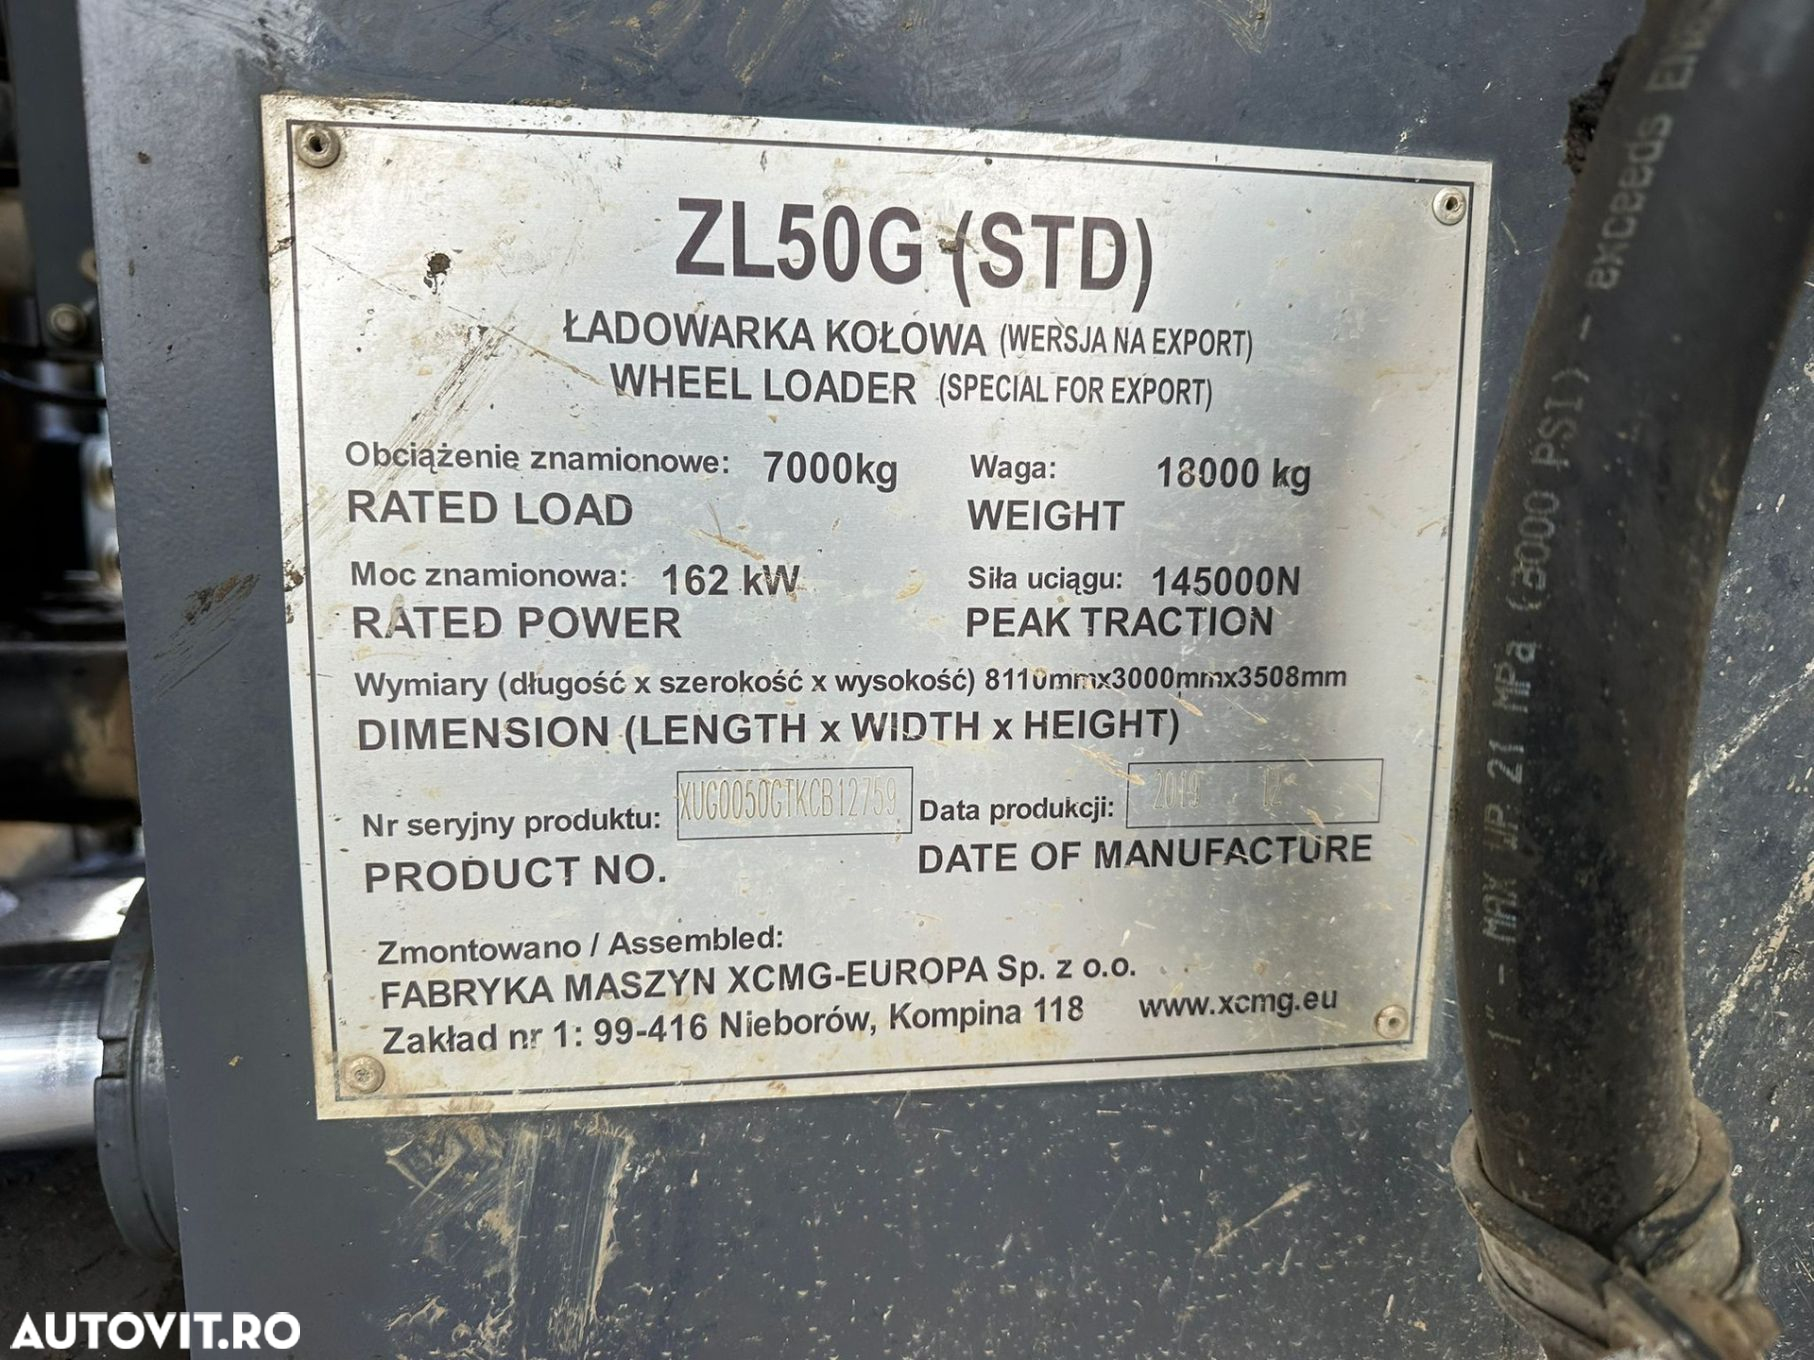 ZL50G (STD)
ŁADOWARKA KOŁOWA (WERSJA NA EXPORT)
WHEEL LOADER (SPECIAL FOR EXPORT)
Obciążenie znamionowe: 7000kg Waga: 18000 kg
RATED LOAD WEIGHT
Moc znamionowa: 162 kW Siła uciągu: 145000N
RATED POWER PEAK TRACTION
Wymiary (długość x szerokość x wysokość) 8110mmx3000mmx3508mm
DIMENSION (LENGTH x WIDTH x HEIGHT)
Nr seryjny produktu: XUG0050GTKCB12759 Data produkcji: 2019 12
PRODUCT NO. DATE OF MANUFACTURE
Zmontowano / Assembled:
FABRYKA MASZYN XCMG-EUROPA Sp. z o.o.
Zakład nr 1: 99-416 Nieborów, Kompina 118 www.xcmg.eu
1" - MAX WP 21 MPa (3000 PSI) - exceeds
AUTOVIT.RO